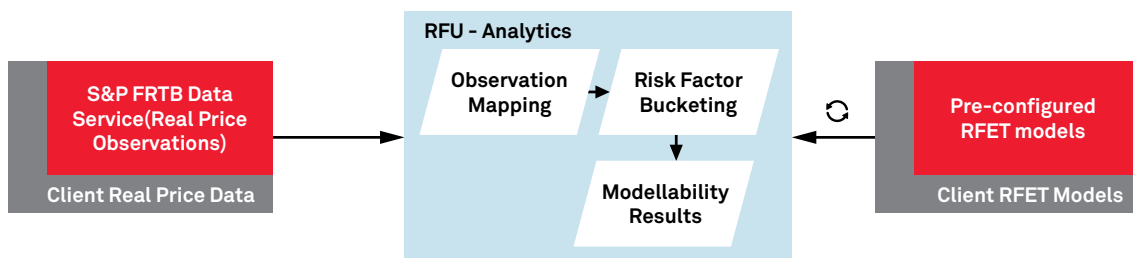 S&P FRTB Data
Service(Real Price
Observations)
Client Real Price Data
RFU - Analytics
Observation
Mapping
Risk Factor
Bucketing
Modellability
Results
Pre-configured
RFET models
Client RFET Models